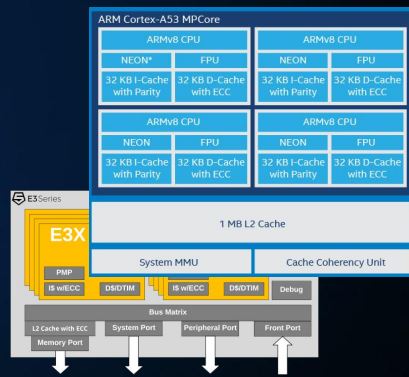 ARM Cortex-A53 MPCore
ARMv8 CPU
ARMv8 CPU
NEON* FPU
NEON FPU
32 KB I-Cache with Parity
32 KB D-Cache with ECC
32 KB I-Cache with Parity
32 KB D-Cache with ECC
ARMv8 CPU
ARMv8 CPU
NEON FPU
NEON FPU
32 KB I-Cache with Parity
32 KB D-Cache with ECC
32 KB I-Cache with Parity
32 KB D-Cache with ECC
1 MB L2 Cache
System MMU
Cache Coherency Unit
E3 Series
E3X
PMP
I$ w/ECC
D$/DTIM
I$ w/ECC
D$/DTIM
Debug
Bus Matrix
L2 Cache with ECC
System Port
Peripheral Port
Front Port
Memory Port